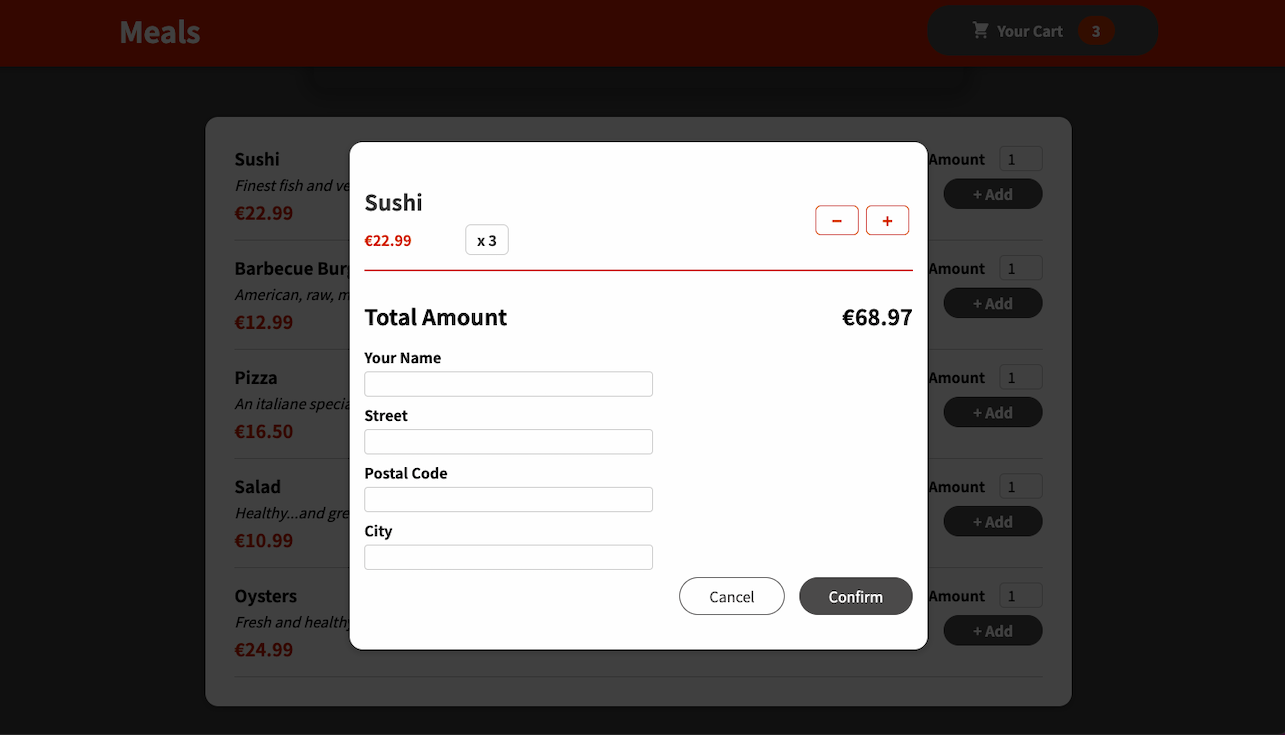 Meals
Your Cart 3
Sushi
Finest fish and ve
€22.99
Amount 1
+ Add
Barbecue Bur
American, raw, m
€12.99
Amount 1
+ Add
Pizza
An italiane specia
€16.50
Amount 1
+ Add
Salad
Healthy...and gre
€10.99
Amount 1
+ Add
Oysters
Fresh and healthy
€24.99
Amount 1
+ Add
Sushi
€22.99 x 3
− +
Total Amount €68.97
Your Name
Street
Postal Code
City
Cancel Confirm